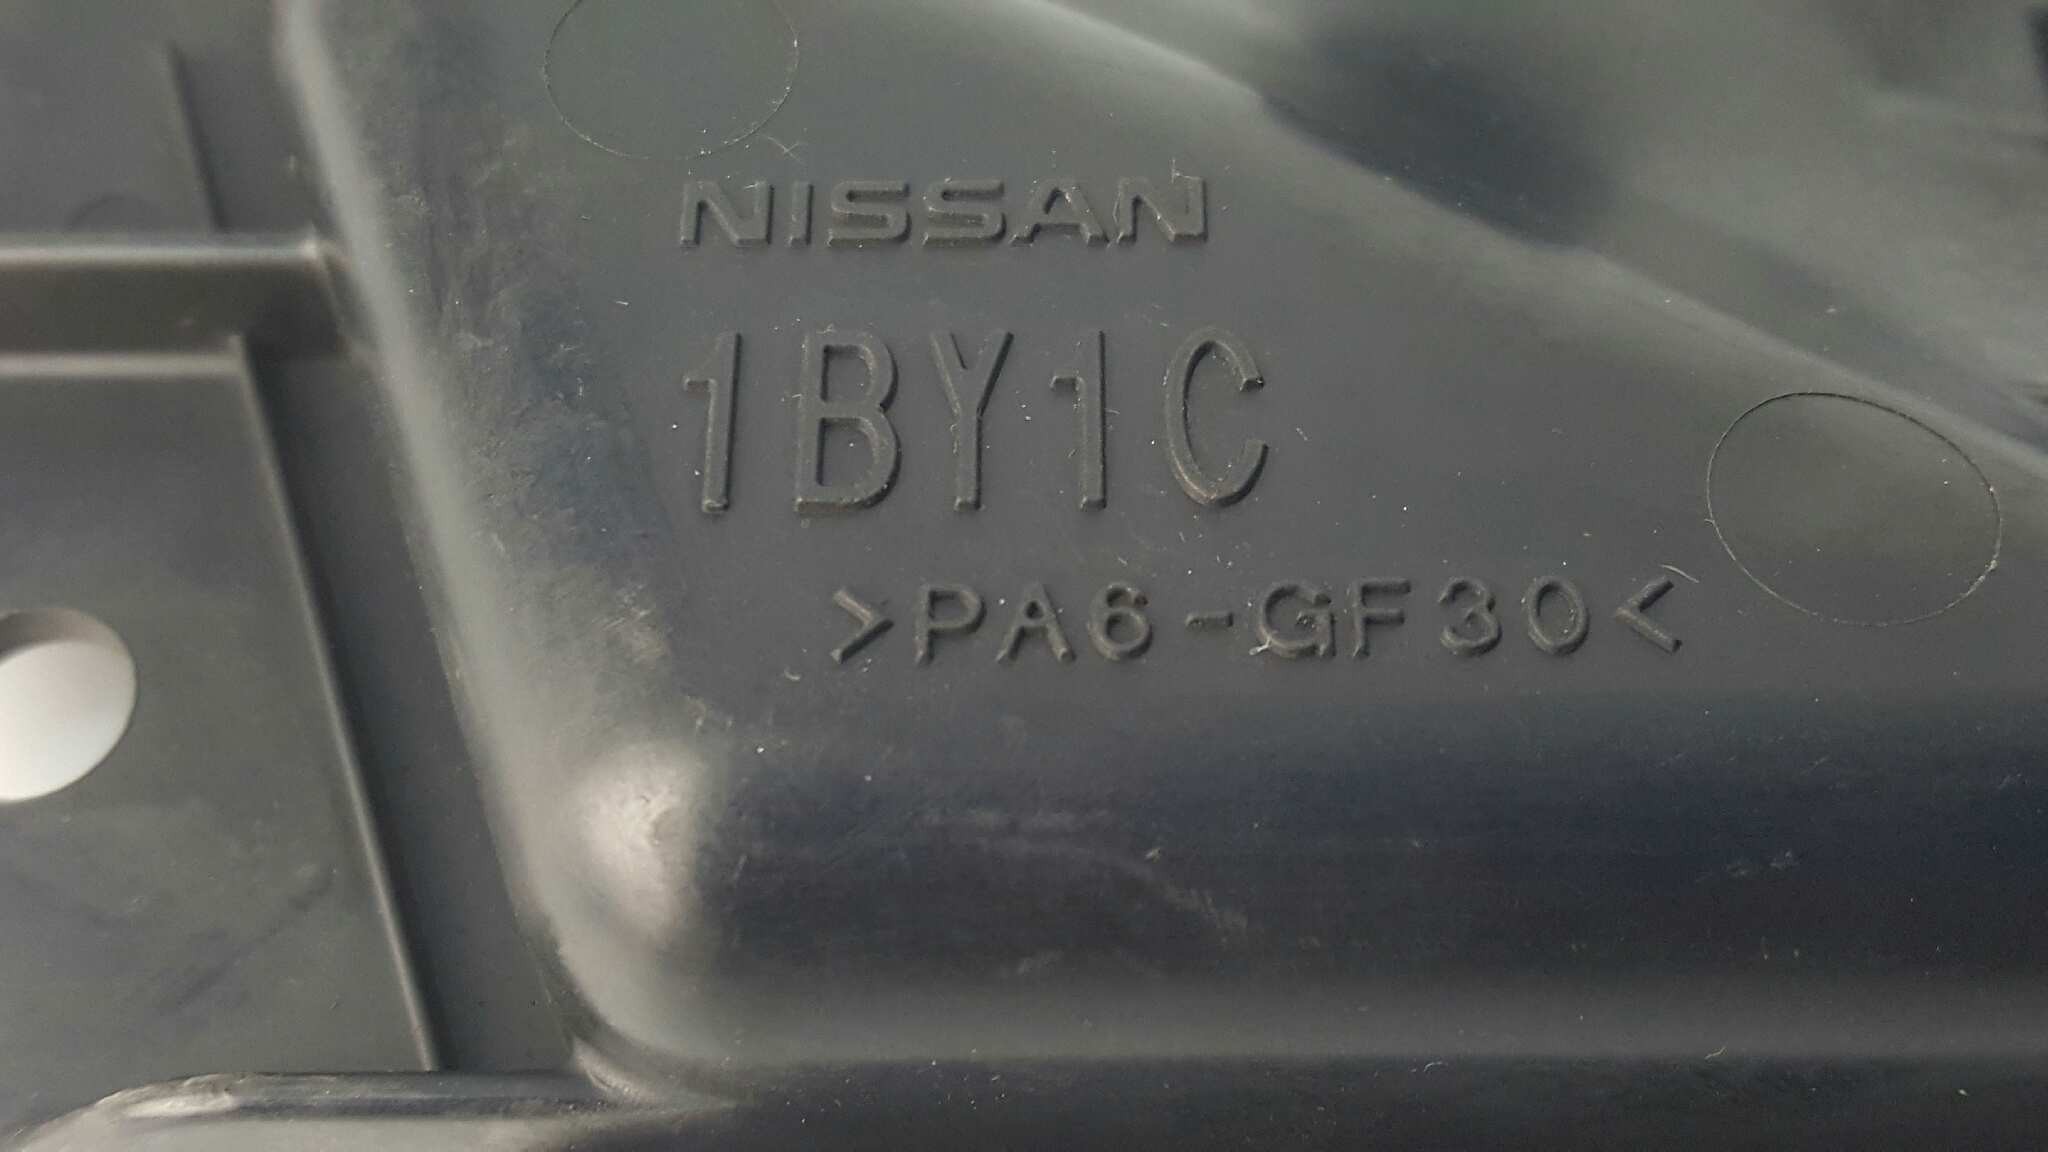 NISSAN
1BY1C
>PA6-GF30<